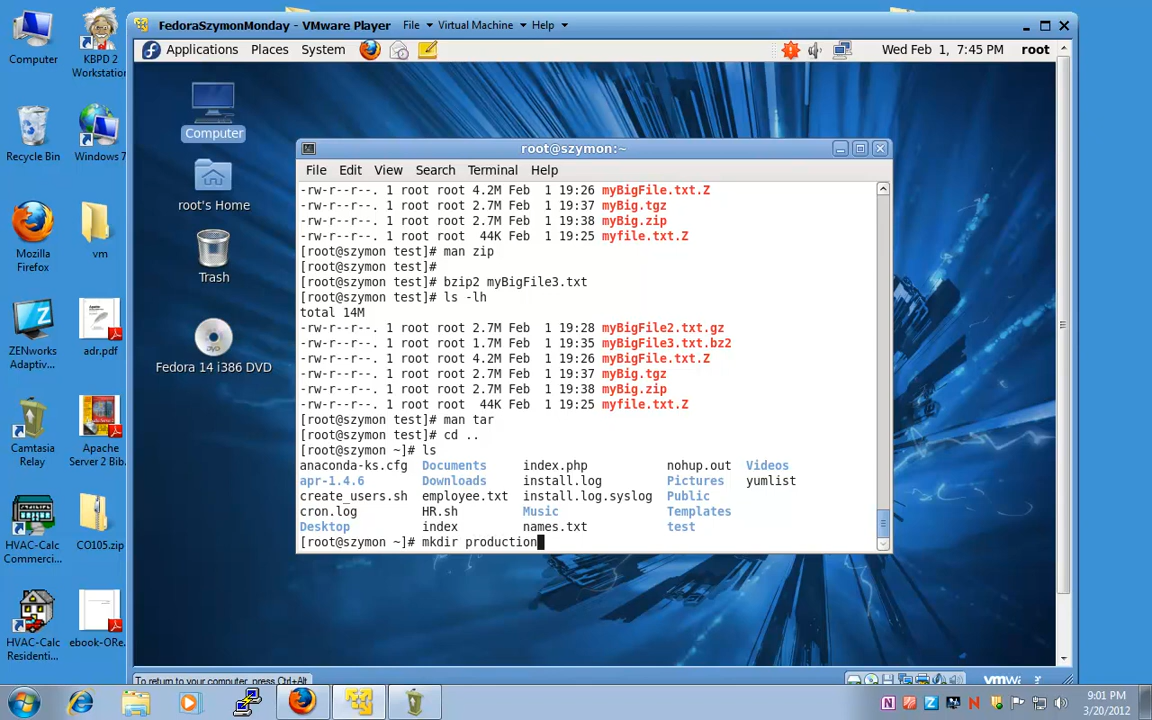 FedoraSzymonMonday - VMware Player File Virtual Machine Help
Applications Places System Wed Feb 1, 7:45 PM root
Computer
KBPD 2
Workstation
Recycle Bin
Windows 7
Mozilla
Firefox
vm
ZENworks
Adaptiv...
adr.pdf
Camtasia
Relay
Apache
Server 2 Bib...
HVAC-Calc
Commerci...
CO105.zip
HVAC-Calc
Residenti...
ebook-ORe...
Computer
root's Home
Trash
Fedora 14 i386 DVD
root@szymon:~
File Edit View Search Terminal Help
-rw-r--r--. 1 root root 4.2M Feb  1 19:26 myBigFile.txt.Z
-rw-r--r--. 1 root root 2.7M Feb  1 19:37 myBig.tgz
-rw-r--r--. 1 root root 2.7M Feb  1 19:38 myBig.zip
-rw-r--r--. 1 root root  44K Feb  1 19:25 myfile.txt.Z
[root@szymon test]# man zip
[root@szymon test]#
[root@szymon test]# bzip2 myBigFile3.txt
[root@szymon test]# ls -lh
total 14M
-rw-r--r--. 1 root root 2.7M Feb  1 19:28 myBigFile2.txt.gz
-rw-r--r--. 1 root root 1.7M Feb  1 19:35 myBigFile3.txt.bz2
-rw-r--r--. 1 root root 4.2M Feb  1 19:26 myBigFile.txt.Z
-rw-r--r--. 1 root root 2.7M Feb  1 19:37 myBig.tgz
-rw-r--r--. 1 root root 2.7M Feb  1 19:38 myBig.zip
-rw-r--r--. 1 root root  44K Feb  1 19:25 myfile.txt.Z
[root@szymon test]# man tar
[root@szymon test]# cd ..
[root@szymon ~]# ls
anaconda-ks.cfg Documents index.php nohup.out Videos
apr-1.4.6 Downloads install.log Pictures yumlist
create_users.sh employee.txt install.log.syslog Public
cron.log HR.sh Music Templates
Desktop index names.txt test
[root@szymon ~]# mkdir production
To return to your computer, press Ctrl+Alt. vmw
9:01 PM
3/20/2012